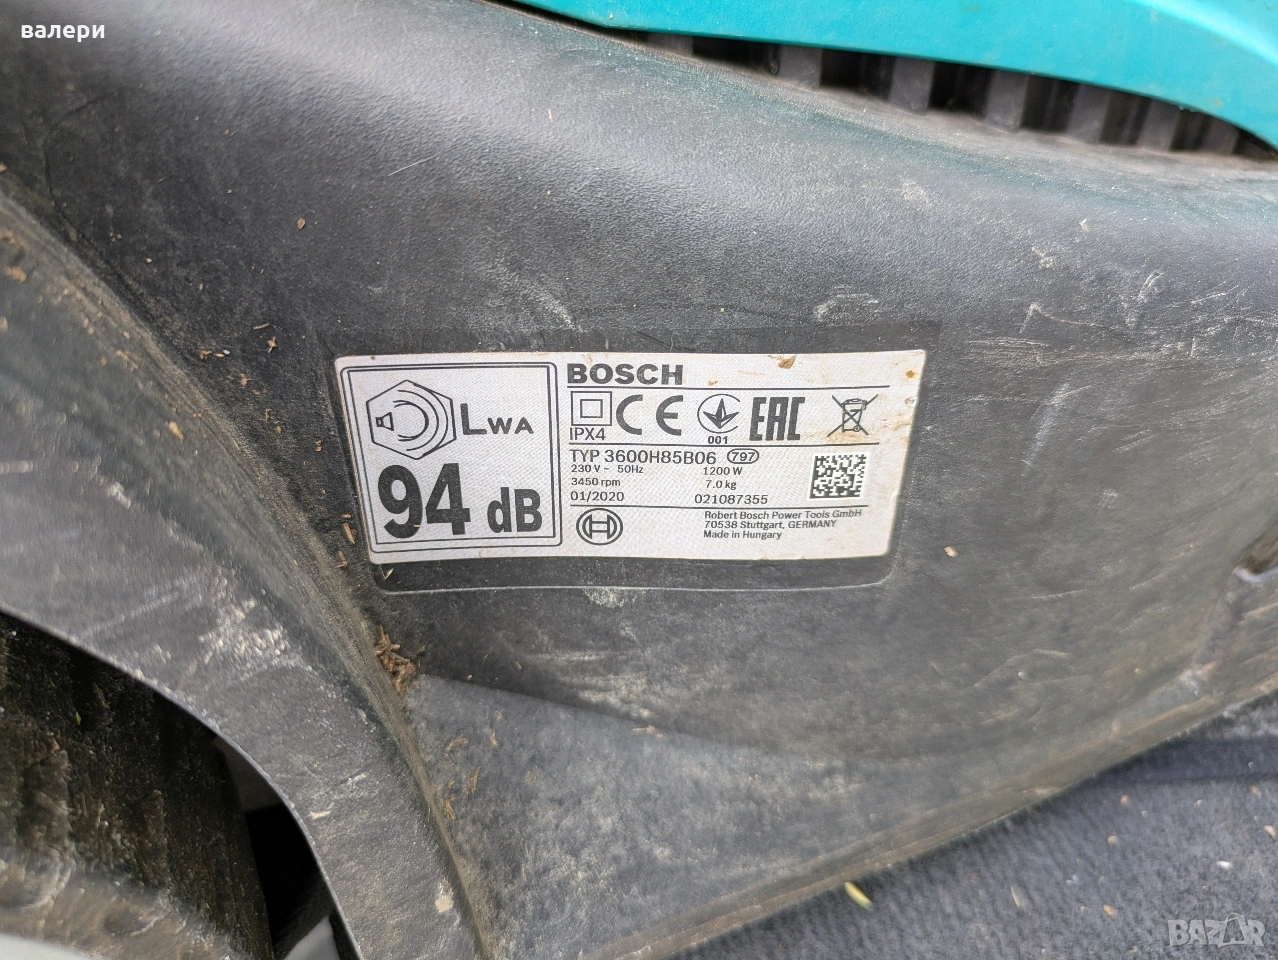 валери
BOSCH
LWA
94 dB
IPX4
CE
001
EAC
TYP 3600H85B06 797
230 V ~ 50Hz 1200 W
3450 rpm 7.0 kg
01/2020 021087355
Robert Bosch Power Tools GmbH
70538 Stuttgart, GERMANY
Made in Hungary
BAZAR